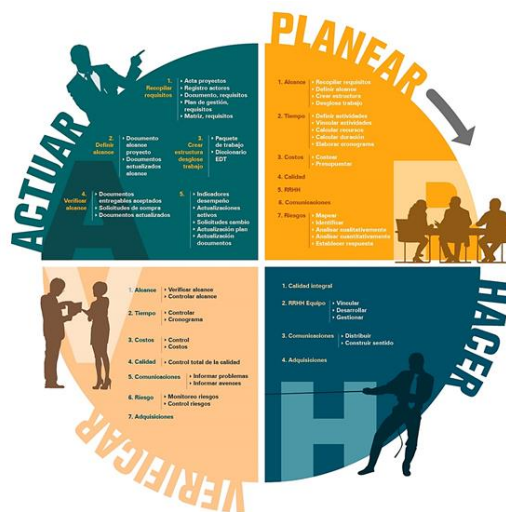 ACTUAR
1.
Recopilar
requisitos
• Acta proyectos
• Registro actores
• Documento, requisitos
• Plan de gestión,
requisitos
• Matriz, requisitos
2.
Definir
alcance
• Documento
alcance
proyecto
• Documentos
actualizados
alcance
3.
Crear
estructura
desglose
trabajo
• Paquete
de trabajo
• Diccionario
EDT
4.
Verificar
alcance
• Documentos
entregables aceptados
• Solicitudes de compra
• Documentos actualizados
5.
• Indicadores
desempeño
• Actualizaciones
activos
• Solicitudes cambio
• Actualización plan
• Actualización
documentos
A
PLANEAR
1. Alcance
• Recopilar requisitos
• Definir alcance
• Crear estructura
• Desglose trabajo
2. Tiempo
• Definir actividades
• Vincular actividades
• Calcular recursos
• Calcular duración
• Elaborar cronograma
3. Costos
• Costear
• Presupuestar
4. Calidad
5. RRHH
6. Comunicaciones
7. Riesgos
• Mapear
• Identificar
• Analizar cualitativamente
• Analizar cuantitativamente
• Establecer respuesta
P
VERIFICAR
1. Alcance
• Verificar alcance
• Controlar alcance
2. Tiempo
• Controlar
• Cronograma
3. Costos
• Control
• Costos
4. Calidad
• Control total de la calidad
5. Comunicaciones
• Informar problemas
• Informar avances
6. Riesgo
• Monitoreo riesgos
• Control riesgos
7. Adquisiciones
V
HACER
1. Calidad integral
2. RRHH Equipo
• Vincular
• Desarrollar
• Gestionar
3. Comunicaciones
• Distribuir
• Construir sentido
4. Adquisiciones
H